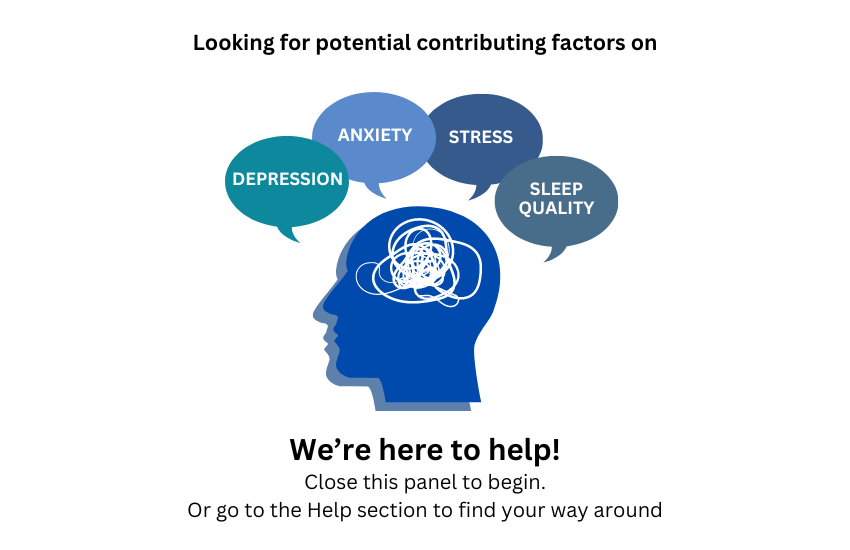 Looking for potential contributing factors on
ANXIETY
STRESS
DEPRESSION
SLEEP
QUALITY
We’re here to help!
Close this panel to begin.
Or go to the Help section to find your way around